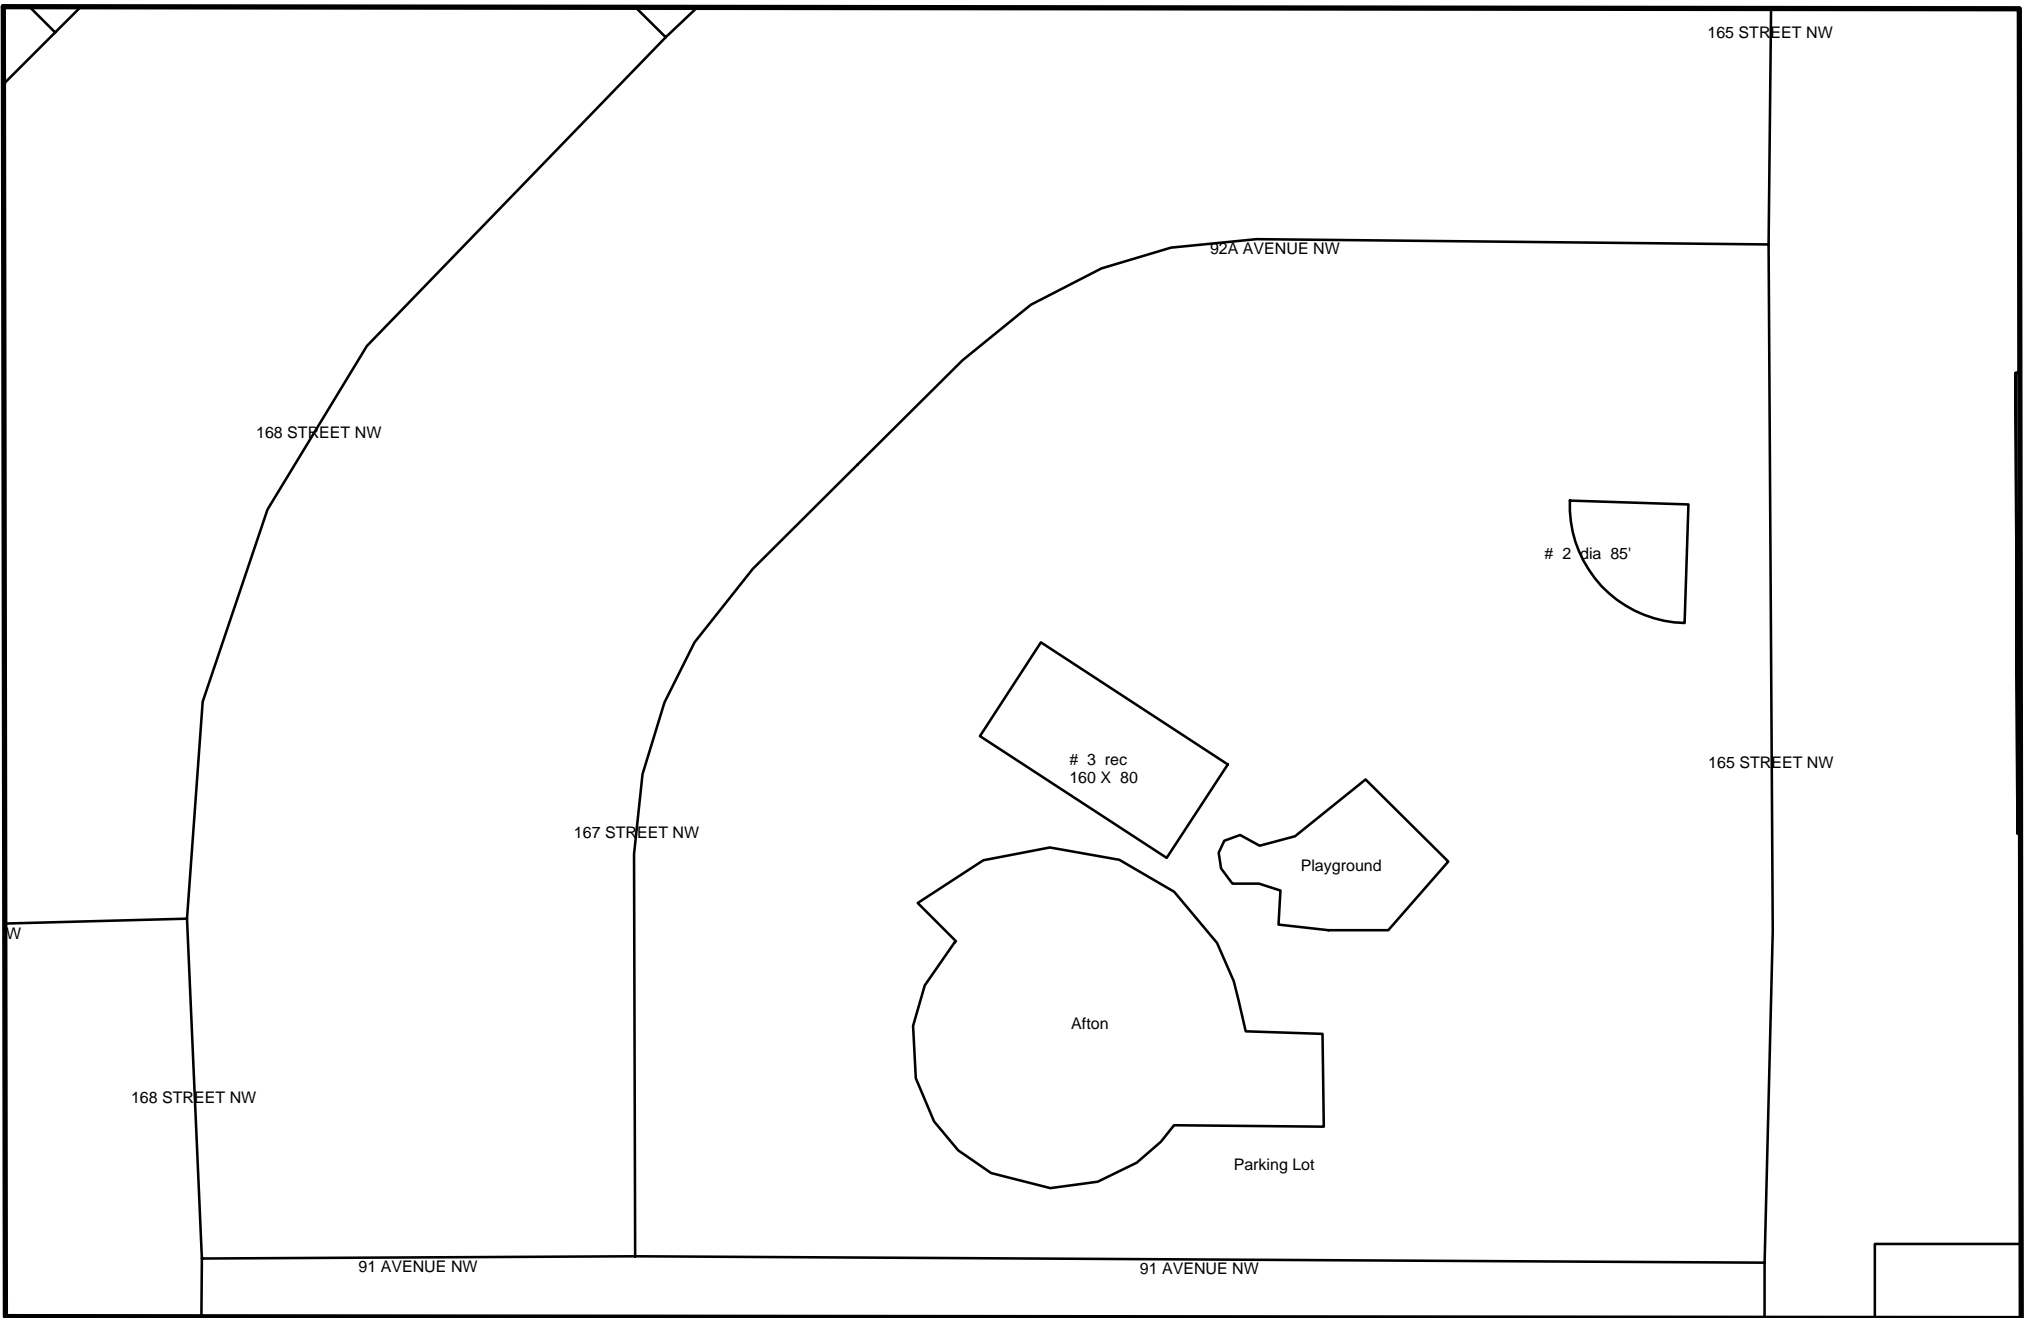 165 STREET NW
92A AVENUE NW
168 STREET NW
# 2 dia 85'
# 3 rec
160 X 80
165 STREET NW
167 STREET NW
Playground
W
Afton
168 STREET NW
Parking Lot
91 AVENUE NW
91 AVENUE NW